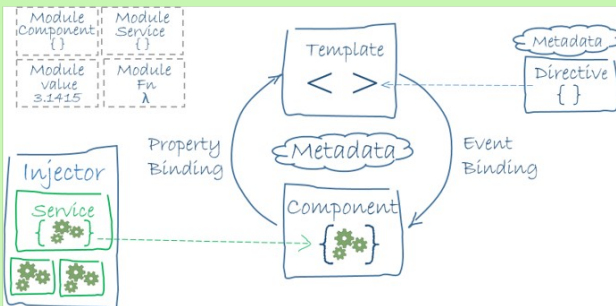 Module
Component
{ }
Module
Service
{ }
Module
value
3.1415
Module
Fn
λ
Template
< >
Metadata
Directive
{ }
Property
Binding
Metadata
Event
Binding
Injector
Service
{ }
Component
{ }